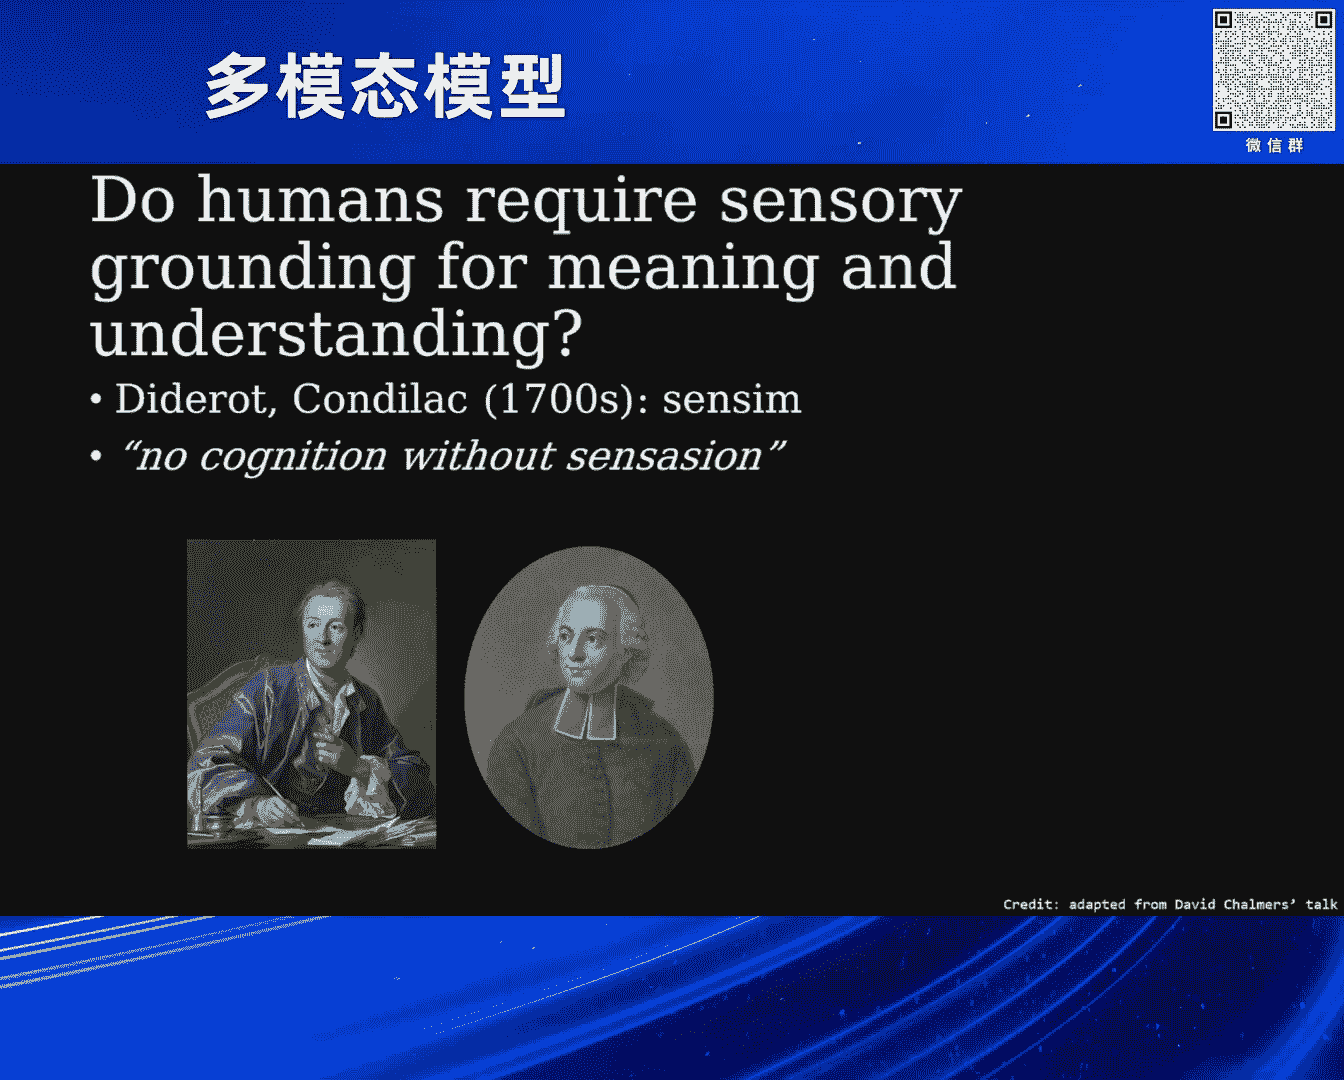 多模态模型
微信群
Do humans require sensory
grounding for meaning and
understanding?
• Diderot, Condilac (1700s): sensim
• “no cognition without sensasion”
Credit: adapted from David Chalmers’ talk